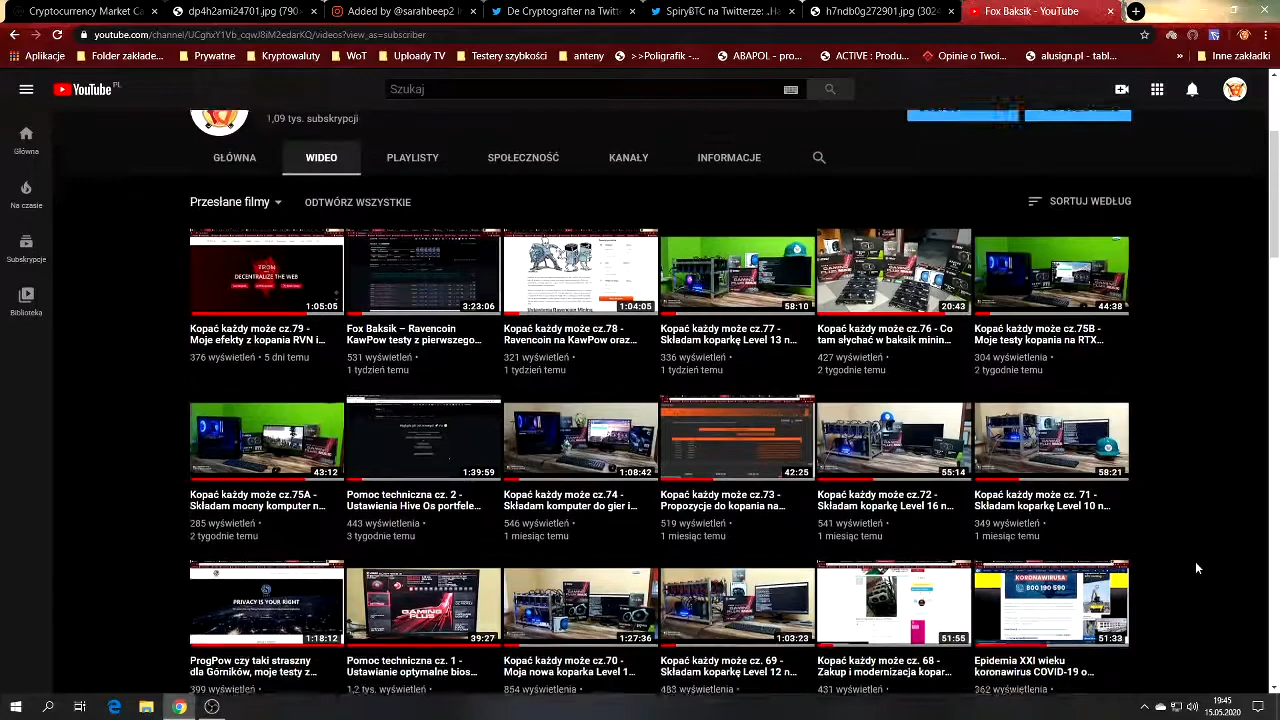 Cryptocurrency Market Ca
dp4h2ami24701.jpg (790×
Added by @sarahbeep2 I
De Cryptografter na Twitte
SpiryBTC na Twitterze: „Ha
h7ndb0g272901.jpg (3024
Fox Baksik - YouTube
youtube.com/channel/UCghxY1Vb_cqwJ8iM2edarKQ/videos?view_as=subscriber
Aplikacje
Folder zakłade...
Prywatne
Kryptowaluty
WoT
Uploady TV
Testery Spółki
anteny
>>Poligrafik -...
ABAPOL - pro...
ACTIVE : Produ...
Opinie o Twoi...
alusign.pl - tabl...
»
Inne zakładki
YouTube PL
Szukaj
1,09 tys. subskrypcji
Główna
Na czasie
Subskrypcje
Biblioteka
GŁÓWNA
WIDEO
PLAYLISTY
SPOŁECZNOŚĆ
KANAŁY
INFORMACJE
Przesłane filmy
ODTWÓRZ WSZYSTKIE
SORTUJ WEDŁUG
TRON
DECENTRALIZE THE WEB
1:05:05
3:23:06
1:04:05
58:10
20:43
44:38
Kopać każdy może cz.79 -
Moje efekty z kopania RVN i...
376 wyświetleń • 5 dni temu
Fox Baksik – Ravencoin
KawPow testy z pierwszego...
531 wyświetleń •
1 tydzień temu
Kopać każdy może cz.78 -
Ravencoin na KawPow oraz...
321 wyświetleń •
1 tydzień temu
Kopać każdy może cz.77 -
Składam koparkę Level 13 n...
336 wyświetleń •
1 tydzień temu
Kopać każdy może cz.76 - Co
tam słychać w baksik minin...
427 wyświetleń •
2 tygodnie temu
Kopać każdy może cz.75B -
Moje testy kopania na RTX...
304 wyświetlenia •
2 tygodnie temu
43:12
1:39:59
1:08:42
42:25
55:14
58:21
Kopać każdy może cz.75A -
Składam mocny komputer n...
285 wyświetleń •
2 tygodnie temu
Pomoc techniczna cz. 2 -
Ustawienia Hive Os portfele...
443 wyświetlenia •
3 tygodnie temu
Kopać każdy może cz.74 -
Składam komputer do gier i...
546 wyświetleń •
1 miesiąc temu
Kopać każdy może cz.73 -
Propozycje do kopania na...
519 wyświetleń •
1 miesiąc temu
Kopać każdy może cz.72 -
Składam koparkę Level 16 n...
541 wyświetleń •
1 miesiąc temu
Kopać każdy może cz. 71 -
Składam koparkę Level 10 n...
349 wyświetleń •
1 miesiąc temu
PRIVACY IS YOUR RIGHT
GAMING
PLUS
KORONAWIRUSA?
800 190 590
1:18:12
39:27
1:27:36
1:03:23
51:55
51:33
ProgPow czy taki straszny
dla Górników, moje testy z...
399 wyświetleń
Pomoc techniczna cz. 1 -
Ustawianie optymalne bios...
1,2 tys. wyświetleń •
Kopać każdy może cz.70 -
Moja nowa koparka Level 1...
854 wyświetlenia •
Kopać każdy może cz. 69 -
Składam koparkę Level 12 n...
483 wyświetlenia •
Kopać każdy może cz. 68 -
Zakup i modernizacja kopar...
431 wyświetleń •
Epidemia XXI wieku
koronawirus COVID-19 o...
362 wyświetlenia
19:45
15.05.2020